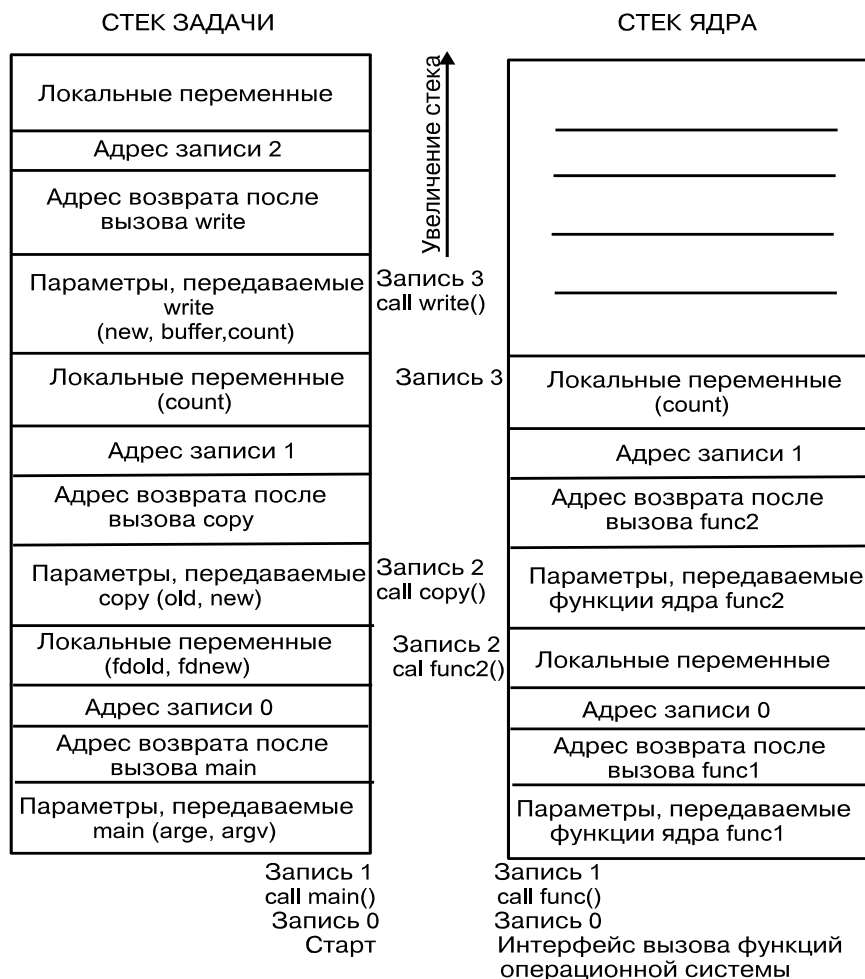 СТЕК ЗАДАЧИ
Локальные переменные
Адрес записи 2
Адрес возврата после
вызова write
Параметры, передаваемые
write
(new, buffer,count)
Локальные переменные
(count)
Адрес записи 1
Адрес возврата после
вызова copy
Параметры, передаваемые
copy (old, new)
Локальные переменные
(fdold, fdnew)
Адрес записи 0
Адрес возврата после
вызова main
Параметры, передаваемые
main (arge, argv)
Запись 1
call main()
Запись 0
Старт
Увеличение стека
Запись 3
call write()
Запись 3
Запись 2
call copy()
Запись 2
cal func2()
СТЕК ЯДРА
Локальные переменные
(count)
Адрес записи 1
Адрес возврата после
вызова func2
Параметры, передаваемые
функции ядра func2
Локальные переменные
Адрес записи 0
Адрес возврата после
вызова func1
Параметры, передаваемые
функции ядра func1
Запись 1
call func()
Запись 0
Интерфейс вызова функций
операционной системы